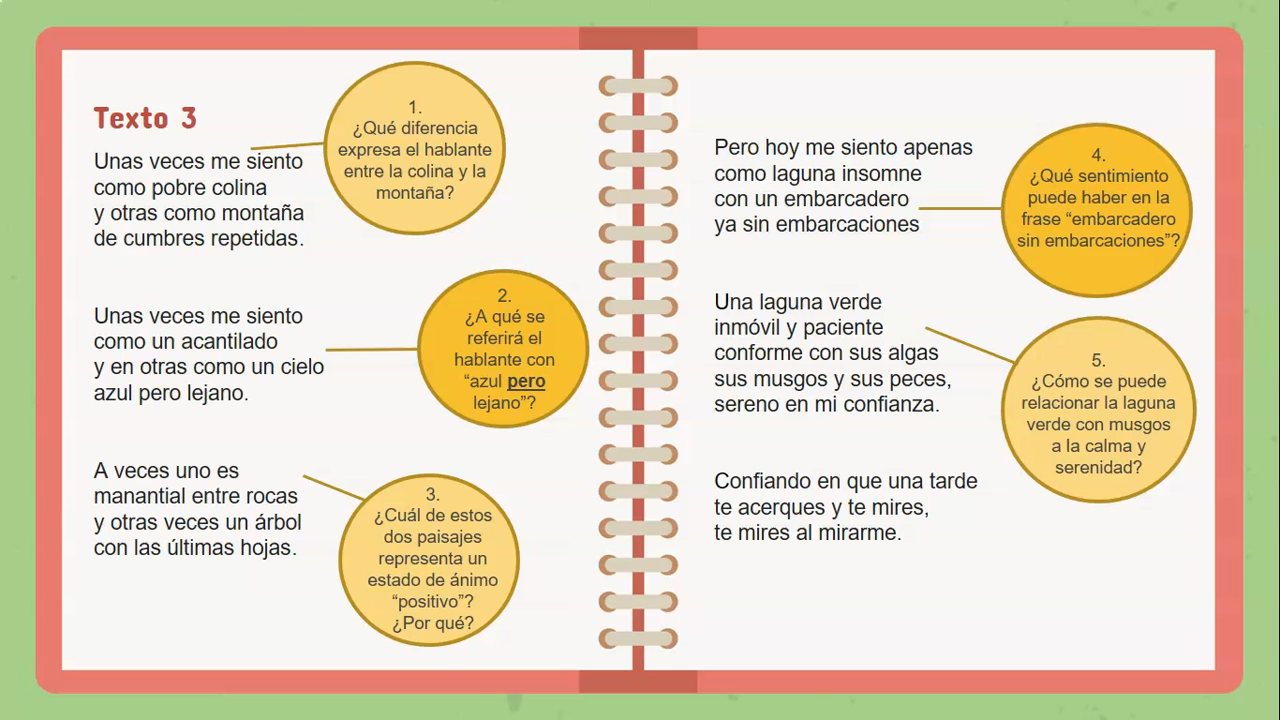 Texto 3
Unas veces me siento
como pobre colina
y otras como montaña
de cumbres repetidas.
1.
¿Qué diferencia
expresa el hablante
entre la colina y la
montaña?
Unas veces me siento
como un acantilado
y en otras como un cielo
azul pero lejano.
2.
¿A qué se
referirá el
hablante con
“azul pero
lejano”?
A veces uno es
manantial entre rocas
y otras veces un árbol
con las últimas hojas.
3.
¿Cuál de estos
dos paisajes
representa un
estado de ánimo
“positivo”?
¿Por qué?
Pero hoy me siento apenas
como laguna insomne
con un embarcadero
ya sin embarcaciones
4.
¿Qué sentimiento
puede haber en la
frase “embarcadero
sin embarcaciones”?
Una laguna verde
inmóvil y paciente
conforme con sus algas
sus musgos y sus peces,
sereno en mi confianza.
5.
¿Cómo se puede
relacionar la laguna
verde con musgos
a la calma y
serenidad?
Confiando en que una tarde
te acerques y te mires,
te mires al mirarme.